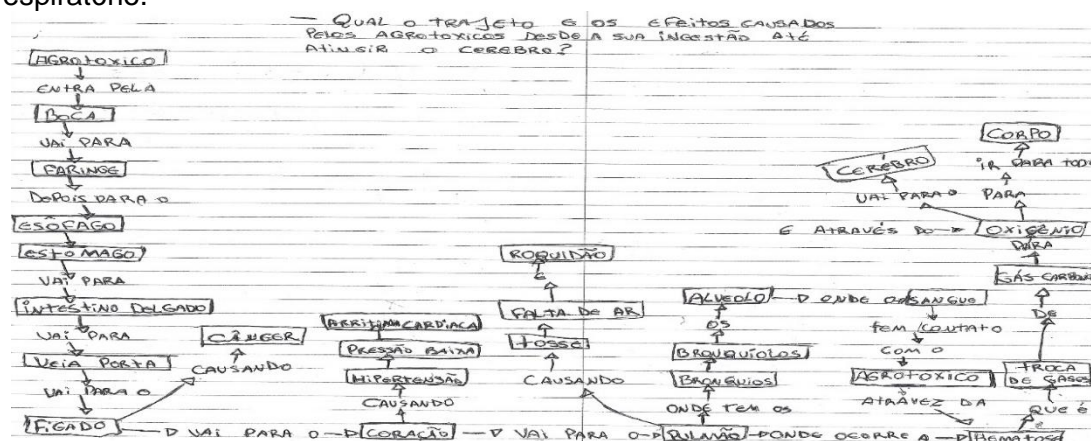 espiratório.
— QUAL O TRAJETO E OS EFEITOS CAUSADOS
PELOS AGROTOXICOS DESDE A SUA INGESTÃO ATÉ
ATINGIR O CEREBRO?
AGROTOXICO
ENTRA PELA
BOCA
VAI PARA
FARINGE
DEPOIS PARA O
ESÔFAGO
ESTOMAGO
VAI PARA
INTESTINO DELGADO
VAI PARA
VEIA PORTA
VAI PARA O
FIGADO
CAUSANDO
CÂNCER
VAI PARA O
CORAÇÃO
CAUSANDO
HIPERTENSÃO
PRESSÃO BAIXA
ARRITMIA CARDIACA
VAI PARA O
PULMÃO
CAUSANDO
TOSSE
FALTA DE AR
E
ROQUIDÃO
ONDE TEM OS
BRONQUIOS
BRONQUÍOLOS
OS
ALVEOLO
ONDE O SANGUE
TEM CONTATO
COM O
AGROTOXICO
ATRAVEZ DA
ONDE OCORRE A
HEMATOSE
QUE É
TROCA
DE GASES
DE
GÁS CARBONI
PARA
OXIGÊNIO
E ATRAVÉS DO
VAI PARA O
CEREBRO
PARA
IR PARA TODO
CORPO